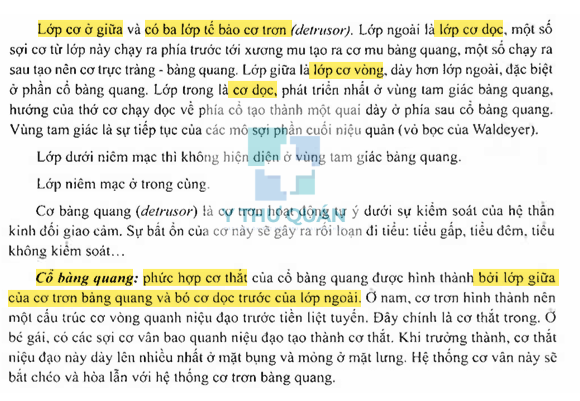 Lớp cơ ở giữa và có ba lớp tế bào cơ trơn (detrusor). Lớp ngoài là lớp cơ dọc, một số
sợi cơ từ lớp này chạy ra phía trước tới xương mu tạo ra cơ mu bàng quang, một số chạy ra
sau tạo nên cơ trực tràng - bàng quang. Lớp giữa là lớp cơ vòng, dày hơn lớp ngoài, đặc biệt
ở phần cổ bàng quang. Lớp trong là cơ dọc, phát triển nhất ở vùng tam giác bàng quang,
hướng của thớ cơ chạy dọc về phía cổ tạo thành một quai dày ở phía sau cổ bàng quang.
Vùng tam giác là sự tiếp tục của các mô sợi phần cuối niệu quản (vỏ bọc của Waldeyer).
Lớp dưới niêm mạc thì không hiện diện ở vùng tam giác bàng quang.
Lớp niêm mạc ở trong cùng.
Y THƯ QUÁN
Cơ bàng quang (detrusor) là cơ trơn hoạt động tự ý dưới sự kiểm soát của hệ thần
kinh đối giao cảm. Sự bất ổn của cơ này sẽ gây ra rối loạn đi tiểu: tiểu gấp, tiểu đêm, tiểu
không kiểm soát...
Cổ bàng quang: phức hợp cơ thắt của cổ bàng quang được hình thành bởi lớp giữa
của cơ trơn bàng quang và bó cơ dọc trước của lớp ngoài. Ở nam, cơ trơn hình thành nên
một cấu trúc cơ vòng quanh niệu đạo trước tiền liệt tuyến. Đây chính là cơ thắt trong. Ở
bé gái, có các sợi cơ vân bao quanh niệu đạo tạo thành cơ thắt. Khi trưởng thành, cơ thắt
niệu đạo này dày lên nhiều nhất ở mặt bụng và mỏng ở mặt lưng. Hệ thống cơ vân này sẽ
bắt chéo và hòa lẫn với hệ thống cơ trơn bàng quang.